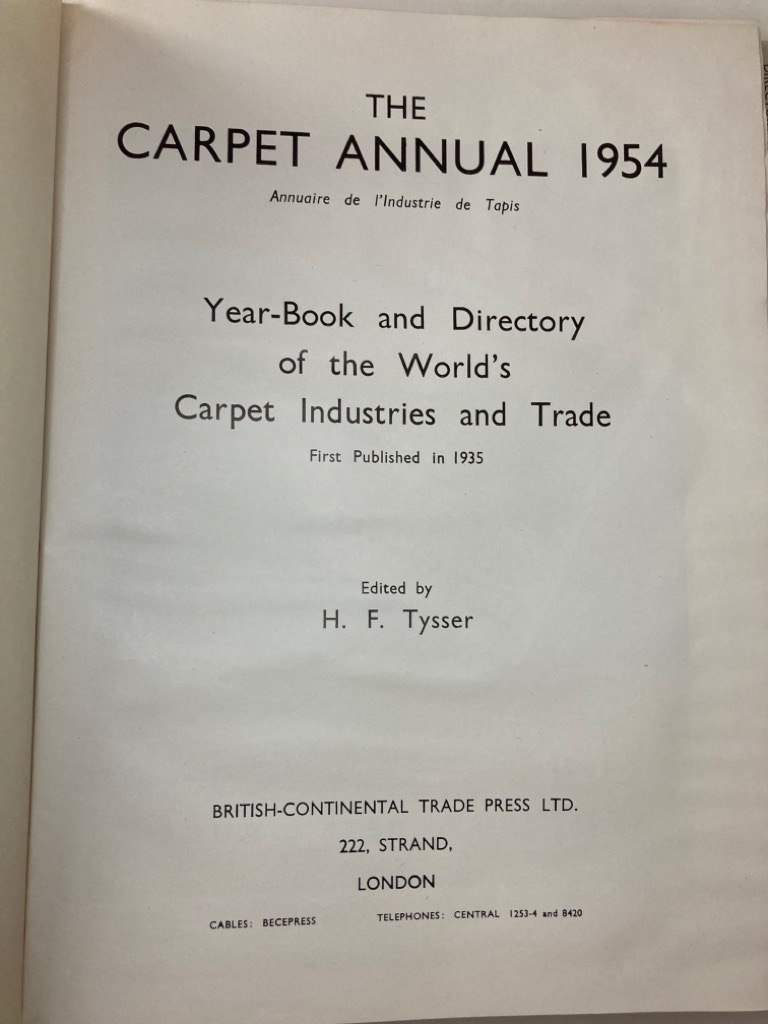 THE
CARPET ANNUAL 1954
Annuaire de l'Industrie de Tapis
Year-Book and Directory
of the World's
Carpet Industries and Trade
First Published in 1935
Edited by
H. F. Tysser
BRITISH-CONTINENTAL TRADE PRESS LTD.
222, STRAND,
LONDON
CABLES: BECEPRESS TELEPHONES: CENTRAL 1253-4 and 8420